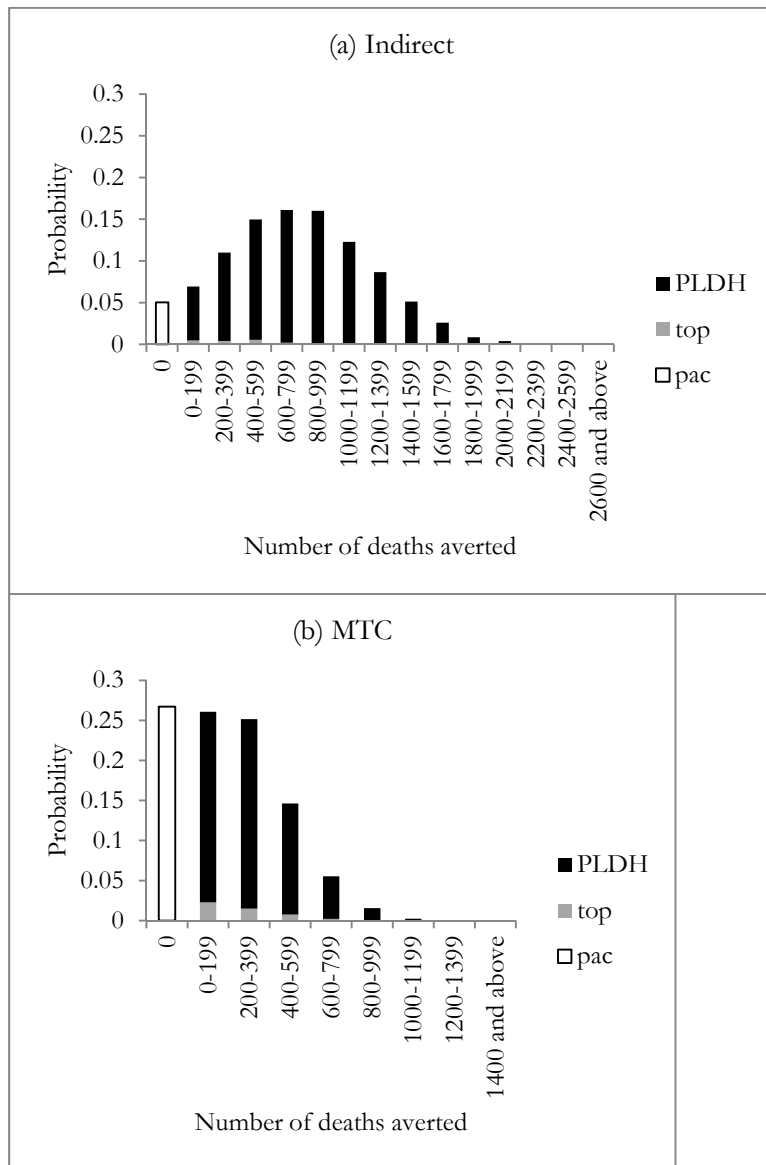 (a) Indirect
0.3
0.25
0.2
0.15
0.1
0.05
0
Probability
0
0-199
200-399
400-599
600-799
800-999
1000-1199
1200-1399
1400-1599
1600-1799
1800-1999
2000-2199
2200-2399
2400-2599
2600 and above
Number of deaths averted
PLDH
top
pac
(b) MTC
0.3
0.25
0.2
0.15
0.1
0.05
0
Probability
0
0-199
200-399
400-599
600-799
800-999
1000-1199
1200-1399
1400 and above
Number of deaths averted
PLDH
top
pac